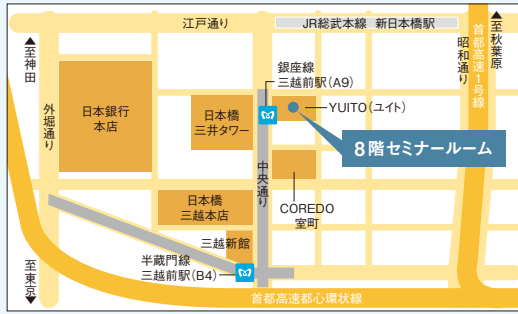 江戸通り
JR総武本線 新日本橋駅
至神田
至秋葉原
首都高速1号線
昭和通り
外堀通り
日本銀行
本店
日本橋
三井タワー
銀座線
三越前駅(A9)
YUITO(ユイト)
8階セミナールーム
中央通り
日本橋
三越本店
COREDO
室町
三越新館
半蔵門線
三越前駅(B4)
至東京
首都高速都心環状線